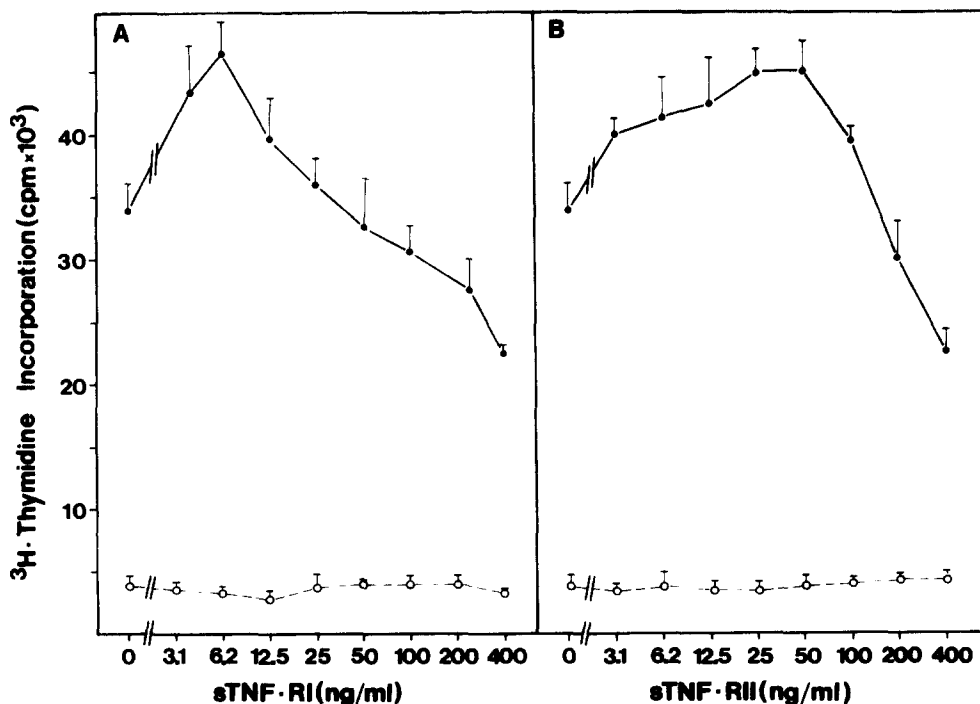 A
B
³H·Thymidine Incorporation (cpm×10³)
40
30
20
10
0 3.1 6.2 12.5 25 50 100 200 400
sTNF·RI (ng/ml)
0 3.1 6.2 12.5 25 50 100 200 400
sTNF·RII (ng/ml)